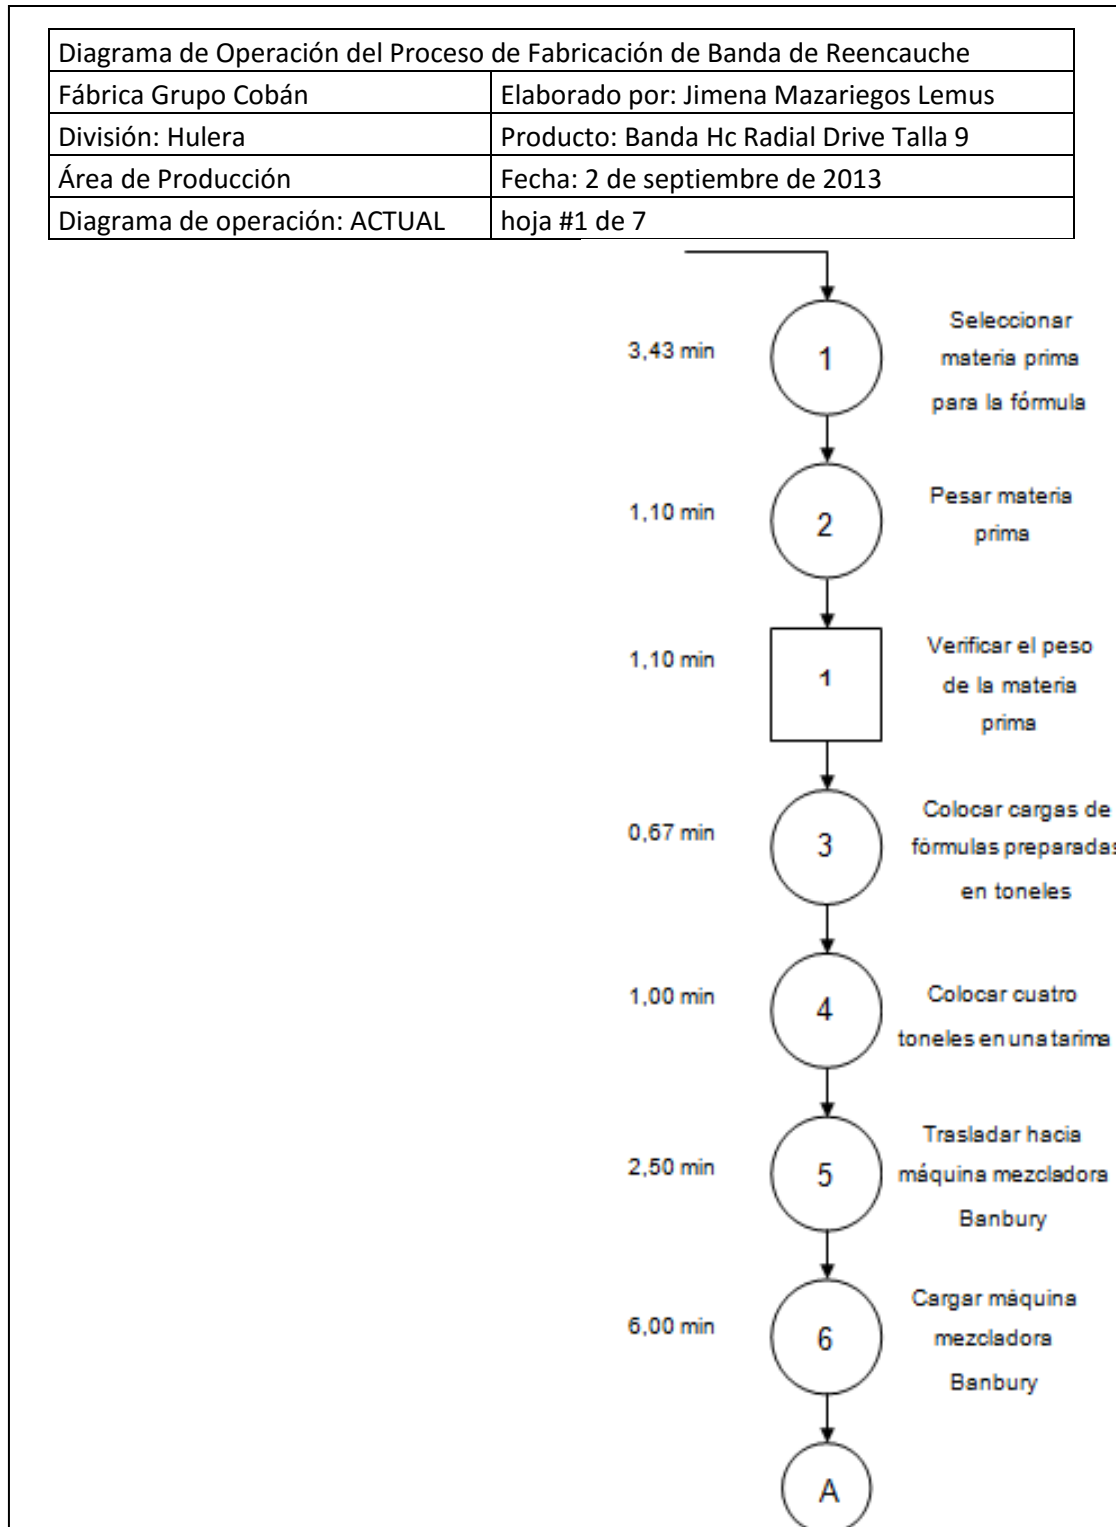 Diagrama de Operación del Proceso de Fabricación de Banda de Reencauche
Fábrica Grupo Cobán
Elaborado por: Jimena Mazariegos Lemus
División: Hulera
Producto: Banda Hc Radial Drive Talla 9
Área de Producción
Fecha: 2 de septiembre de 2013
Diagrama de operación: ACTUAL
hoja #1 de 7
3,43 min
1
Seleccionar
materia prima
para la fórmula
1,10 min
2
Pesar materia
prima
1,10 min
1
Verificar el peso
de la materia
prima
0,67 min
3
Colocar cargas de
fórmulas preparadas
en toneles
1,00 min
4
Colocar cuatro
toneles en una tarima
2,50 min
5
Trasladar hacia
máquina mezcladora
Banbury
6,00 min
6
Cargar máquina
mezcladora
Banbury
A